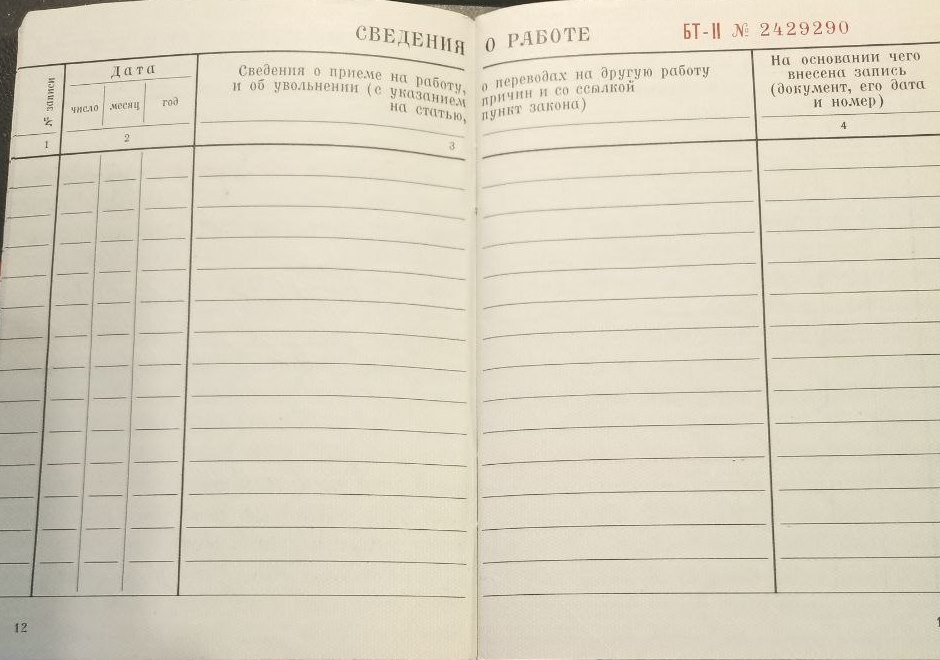 СВЕДЕНИЯ О РАБОТЕ
БТ-II № 2429290
№ записи
Дата
число
месяц
год
Сведения о приеме на работу, о переводах на другую работу
и об увольнении (с указанием причин и со ссылкой
на статью, пункт закона)
На основании чего
внесена запись
(документ, его дата
и номер)
1
2
3
4
12